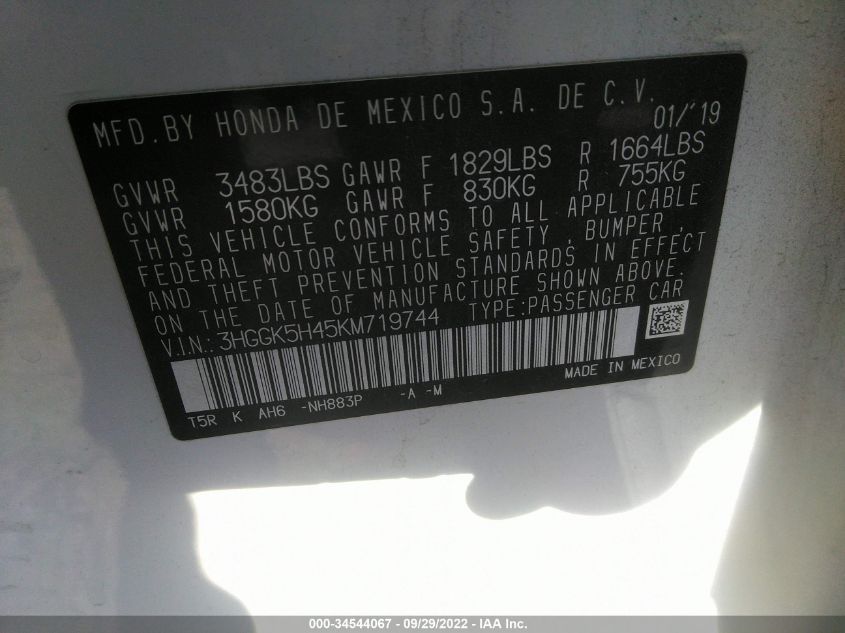 MFD.BY HONDA DE MEXICO S.A. DE C.V.
01/'19
GVWR 3483LBS GAWR F 1829LBS R 1664LBS
GVWR 1580KG GAWR F 830KG R 755KG
THIS VEHICLE CONFORMS TO ALL APPLICABLE
FEDERAL MOTOR VEHICLE SAFETY, BUMPER,
AND THEFT PREVENTION STANDARDS IN EFFECT
ON THE DATE OF MANUFACTURE SHOWN ABOVE.
V.I.N.: 3HGGK5H45KM719744 TYPE:PASSENGER CAR
MADE IN MEXICO
T5R K AH6 -NH883P -A -M
000-34544067 - 09/29/2022 - IAA Inc.